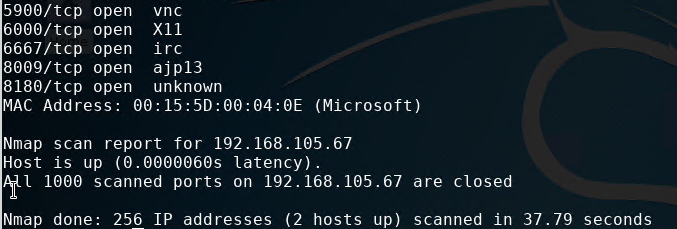 5900/tcp open  vnc
6000/tcp open  X11
6667/tcp open  irc
8009/tcp open  ajp13
8180/tcp open  unknown
MAC Address: 00:15:5D:00:04:0E (Microsoft)
Nmap scan report for 192.168.105.67
Host is up (0.0000060s latency).
All 1000 scanned ports on 192.168.105.67 are closed
Nmap done: 256 IP addresses (2 hosts up) scanned in 37.79 seconds